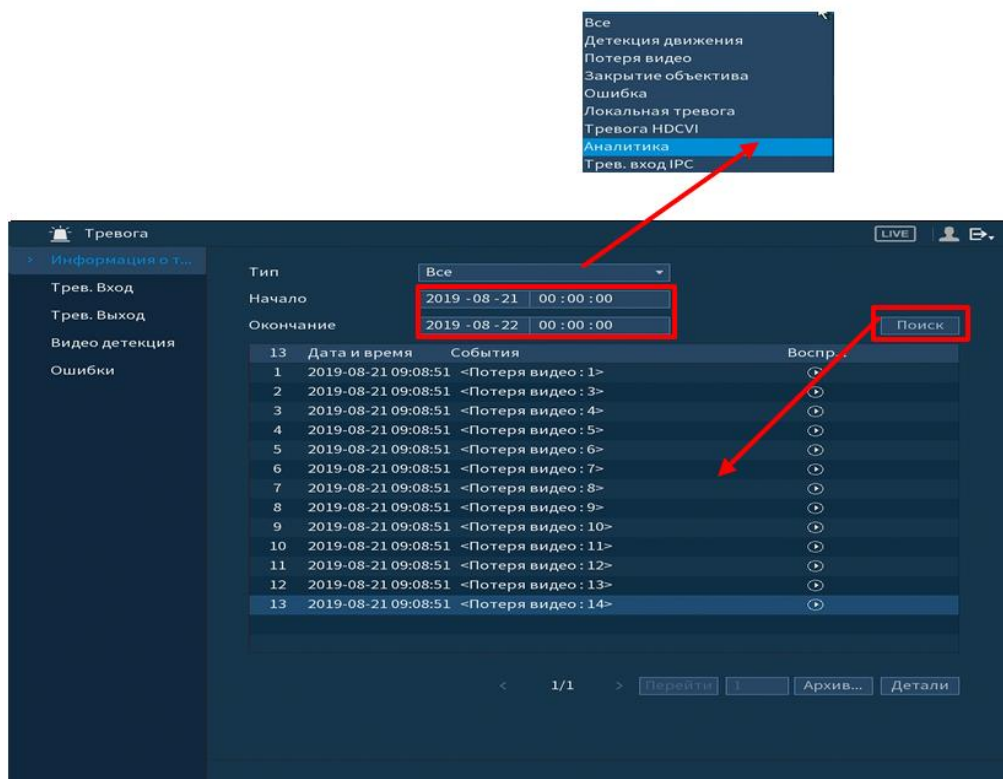 Все
Детекция движения
Потеря видео
Закрытие объектива
Ошибка
Локальная тревога
Тревога HDCVI
Аналитика
Трев. вход IPC
Тревога LIVE
Информация о т...
Трев. Вход
Трев. Выход
Видео детекция
Ошибки
Тип Все
Начало 2019 -08 -21 00 : 00 : 00
Окончание 2019 -08 -22 00 : 00 : 00 Поиск
13 Дата и время События Воспр...
1 2019-08-21 09:08:51 <Потеря видео : 1>
2 2019-08-21 09:08:51 <Потеря видео : 3>
3 2019-08-21 09:08:51 <Потеря видео : 4>
4 2019-08-21 09:08:51 <Потеря видео : 5>
5 2019-08-21 09:08:51 <Потеря видео : 6>
6 2019-08-21 09:08:51 <Потеря видео : 7>
7 2019-08-21 09:08:51 <Потеря видео : 8>
8 2019-08-21 09:08:51 <Потеря видео : 9>
9 2019-08-21 09:08:51 <Потеря видео : 10>
10 2019-08-21 09:08:51 <Потеря видео : 11>
11 2019-08-21 09:08:51 <Потеря видео : 12>
12 2019-08-21 09:08:51 <Потеря видео : 13>
13 2019-08-21 09:08:51 <Потеря видео : 14>
< 1/1 > Перейти 1 Архив... Детали